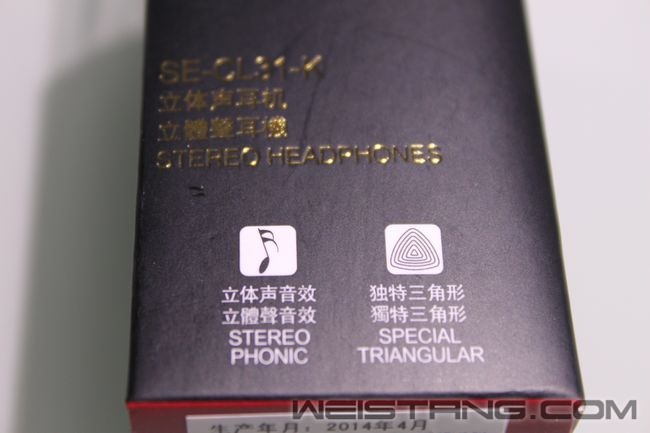 SE-CL31-K
立体声耳机
立體聲耳機
STEREO HEADPHONES
立体声音效
立體聲音效
STEREO
PHONIC
独特三角形
獨特三角形
SPECIAL
TRIANGULAR
生产年月：2014年4月
WEISTANG.COM